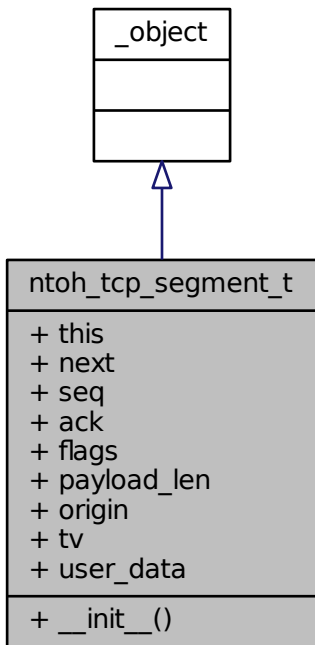 _object
ntoh_tcp_segment_t
+ this
+ next
+ seq
+ ack
+ flags
+ payload_len
+ origin
+ tv
+ user_data
+ __init__()